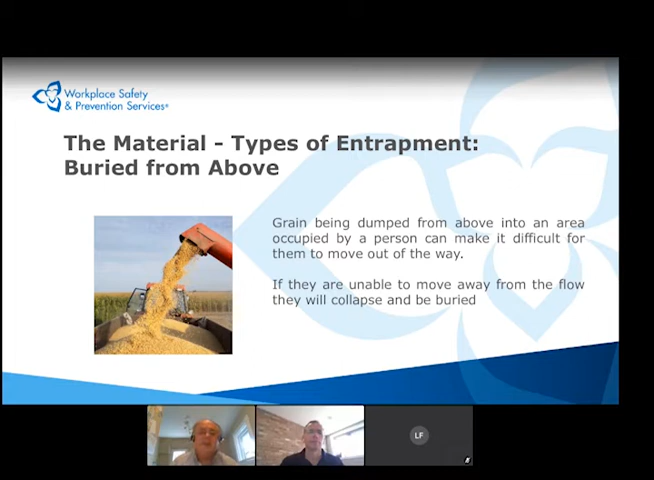 Workplace Safety
& Prevention Services®
The Material - Types of Entrapment:
Buried from Above
Grain being dumped from above into an area
occupied by a person can make it difficult for
them to move out of the way.
If they are unable to move away from the flow
they will collapse and be buried
LF